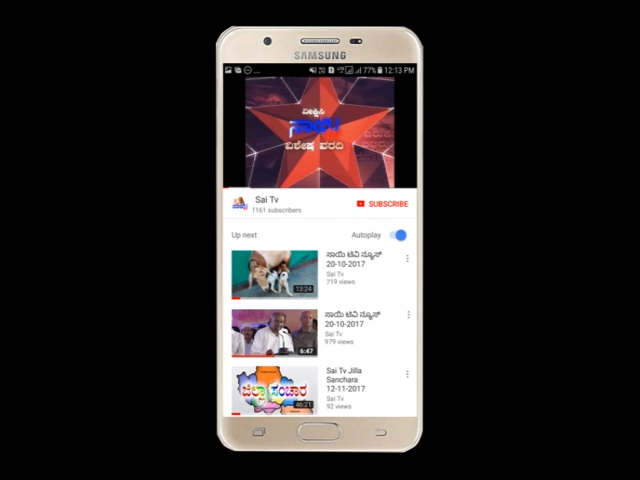 SAMSUNG
77% 12:13 PM
ವೀಕ್ಷಿಸಿ
ವಿಶೇಷ ವರದಿ
Sai Tv
1161 subscribers
SUBSCRIBE
Up next
Autoplay
ಸಾಯಿ ಟಿವಿ ನ್ಯೂಸ್
20-10-2017
Sai Tv
719 views
13:24
ಸಾಯಿ ಟಿವಿ ನ್ಯೂಸ್
20-10-2017
Sai Tv
979 views
6:47
Sai Tv Jilla
Sanchara
12-11-2017
Sai Tv
92 views
ಜಿಲ್ಲಾ ಸಂಚಾರ
46:21